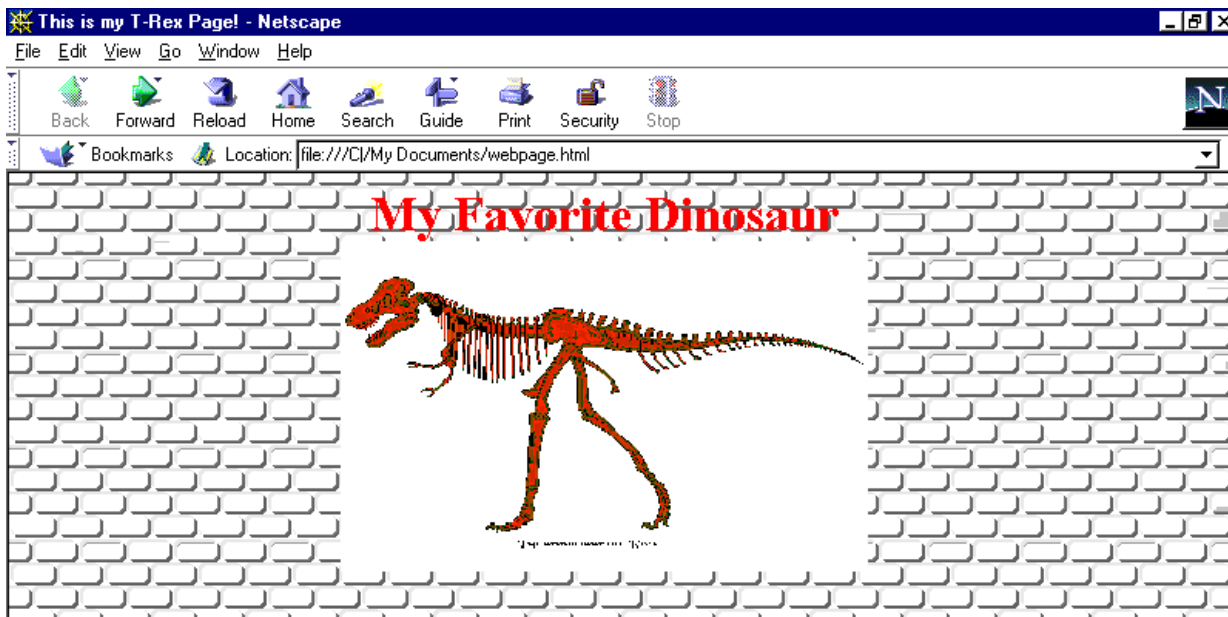 This is my T-Rex Page! - Netscape
File Edit View Go Window Help
Back Forward Reload Home Search Guide Print Security Stop
N
Bookmarks Location: file:///C|/My Documents/webpage.html
My Favorite Dinosaur